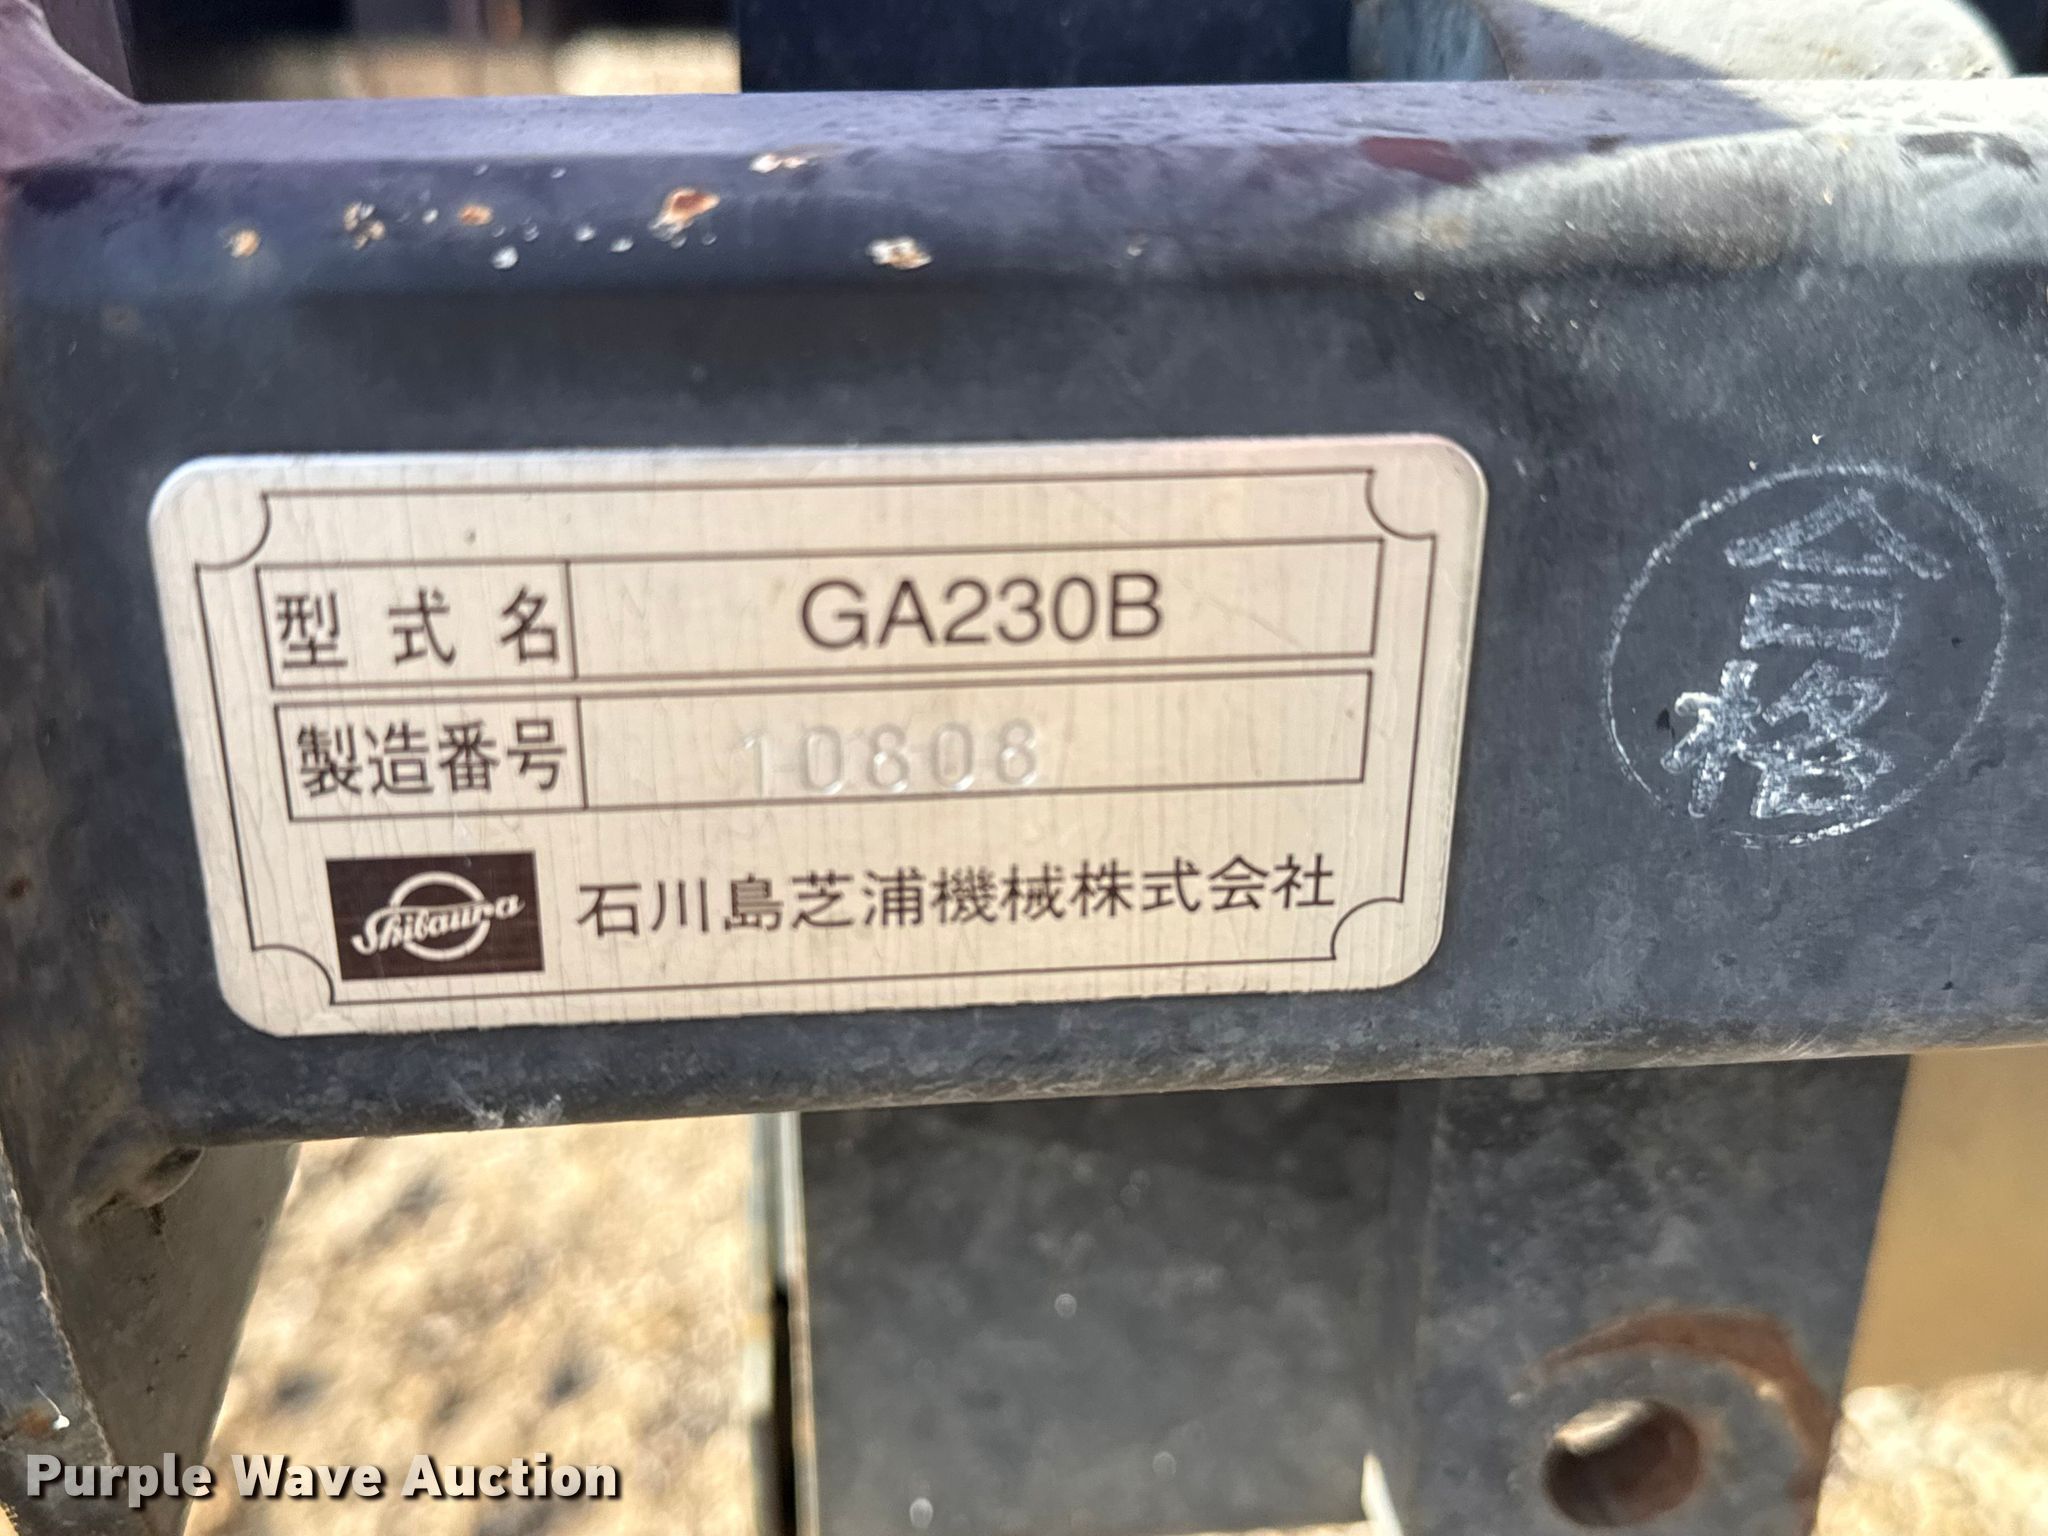 型式名 GA230B
製造番号 10808
Shibaura 石川島芝浦機械株式会社
合格
Purple Wave Auction